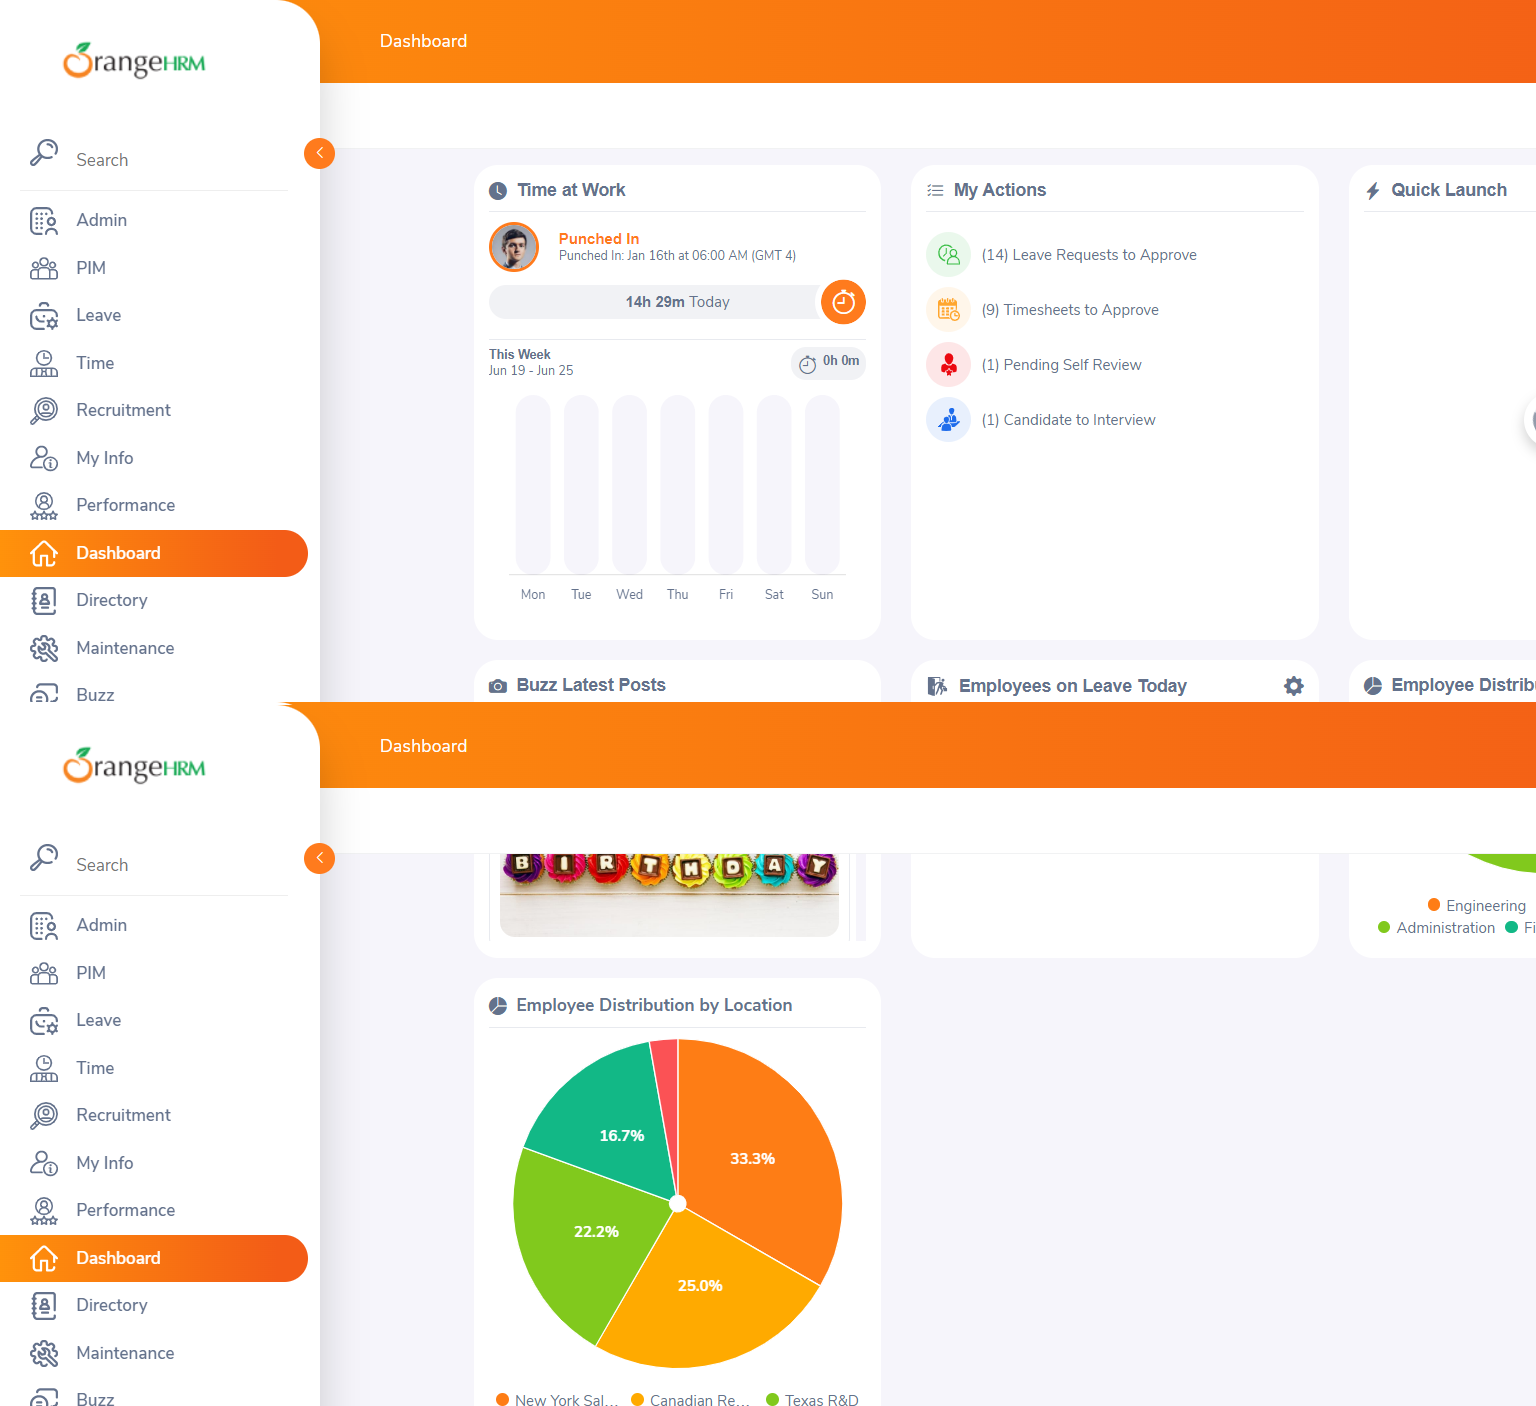 OrangeHRM
Dashboard
Search
Admin
PIM
Leave
Time
Recruitment
My Info
Performance
Dashboard
Directory
Maintenance
Buzz
Time at Work
Punched In
Punched In: Jan 16th at 06:00 AM (GMT 4)
14h 29m Today
This Week
Jun 19 - Jun 25
0h 0m
Mon Tue Wed Thu Fri Sat Sun
My Actions
(14) Leave Requests to Approve
(9) Timesheets to Approve
(1) Pending Self Review
(1) Candidate to Interview
Quick Launch
Buzz Latest Posts
Employees on Leave Today
Employee Distribu
OrangeHRM
Dashboard
Search
Admin
PIM
Leave
Time
Recruitment
My Info
Performance
Dashboard
Directory
Maintenance
Buzz
BIRTHDAY
Engineering
Administration Fi
Employee Distribution by Location
33.3%
25.0%
22.2%
16.7%
New York Sal... Canadian Re... Texas R&D